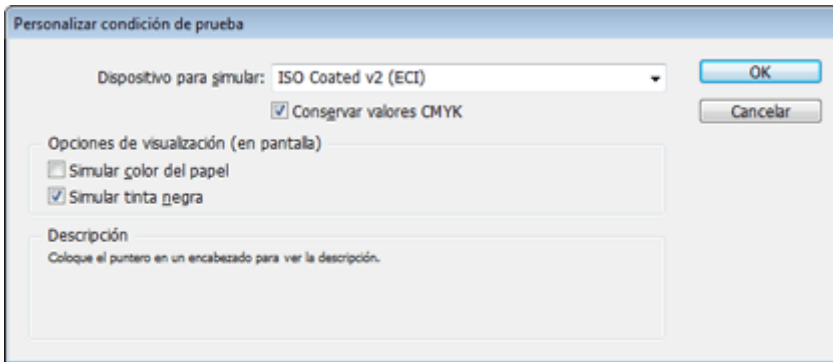 Personalizar condición de prueba
Dispositivo para simular: ISO Coated v2 (ECI)
OK
Conservar valores CMYK
Cancelar
Opciones de visualización (en pantalla)
Simular color del papel
Simular tinta negra
Descripción
Coloque el puntero en un encabezado para ver la descripción.